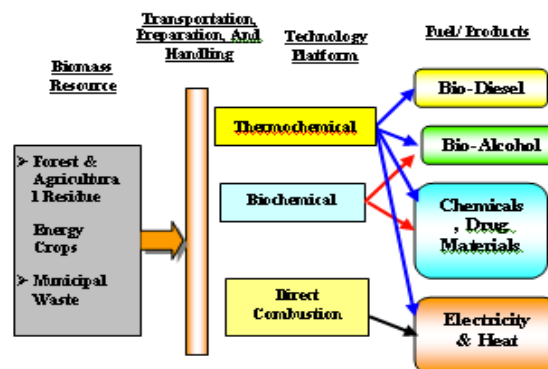 Transportation,
Preparation, And
Handling
Biomass
Resource
Technology
Platform
Fuel/ Products
➢ Forest &
Agricultura
l Residue
Energy
Crops
➢ Municipal
Waste
Thermochemical
Biochemical
Direct
Combustion
Bio-Diesel
Bio-Alcohol
Chemicals
, Drug
Materials
Electricity
& Heat